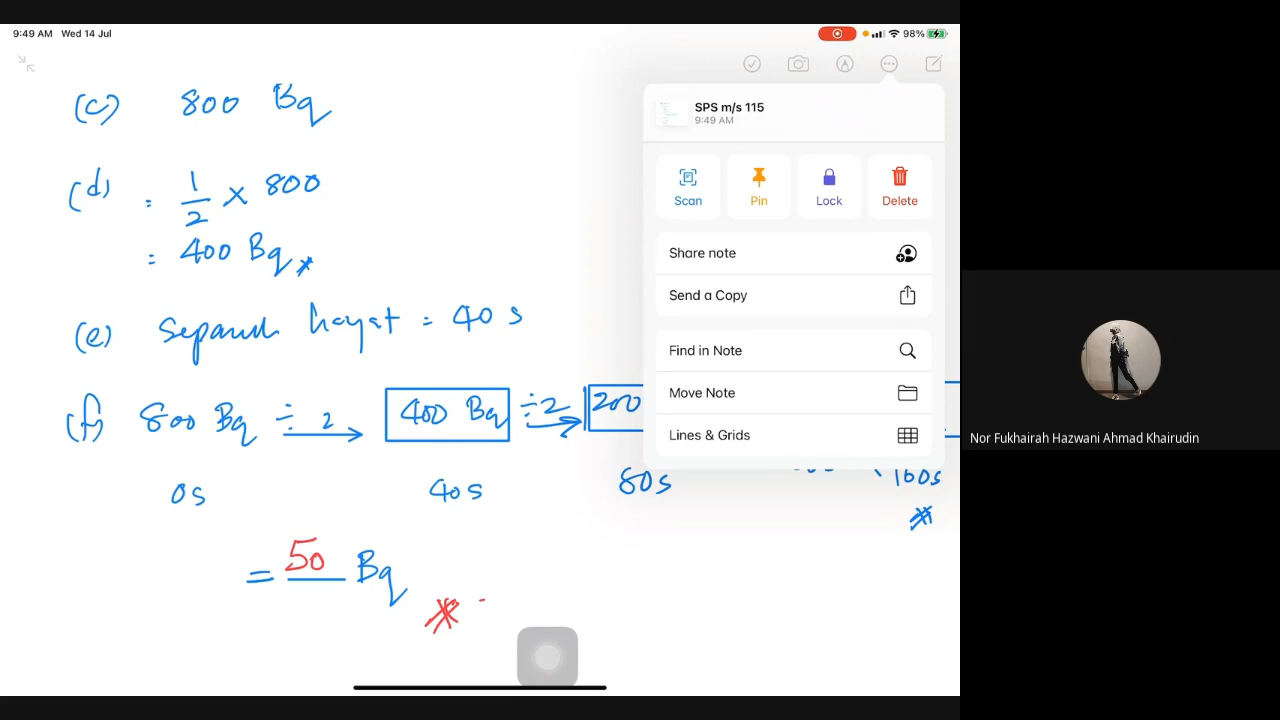 9:49 AM Wed 14 Jul
98%
(c) 800 Bq
(d) = 1/2 × 800
= 400 Bq *
(e) Separuh hayat = 40 s
(f) 800 Bq ÷2 → 400 Bq ÷2 → 200
0s 40s 80s 160s
*
= 50 Bq
*
SPS m/s 115
9:49 AM
Scan Pin Lock Delete
Share note
Send a Copy
Find in Note
Move Note
Lines & Grids
Nor Fukhairah Hazwani Ahmad Khairudin